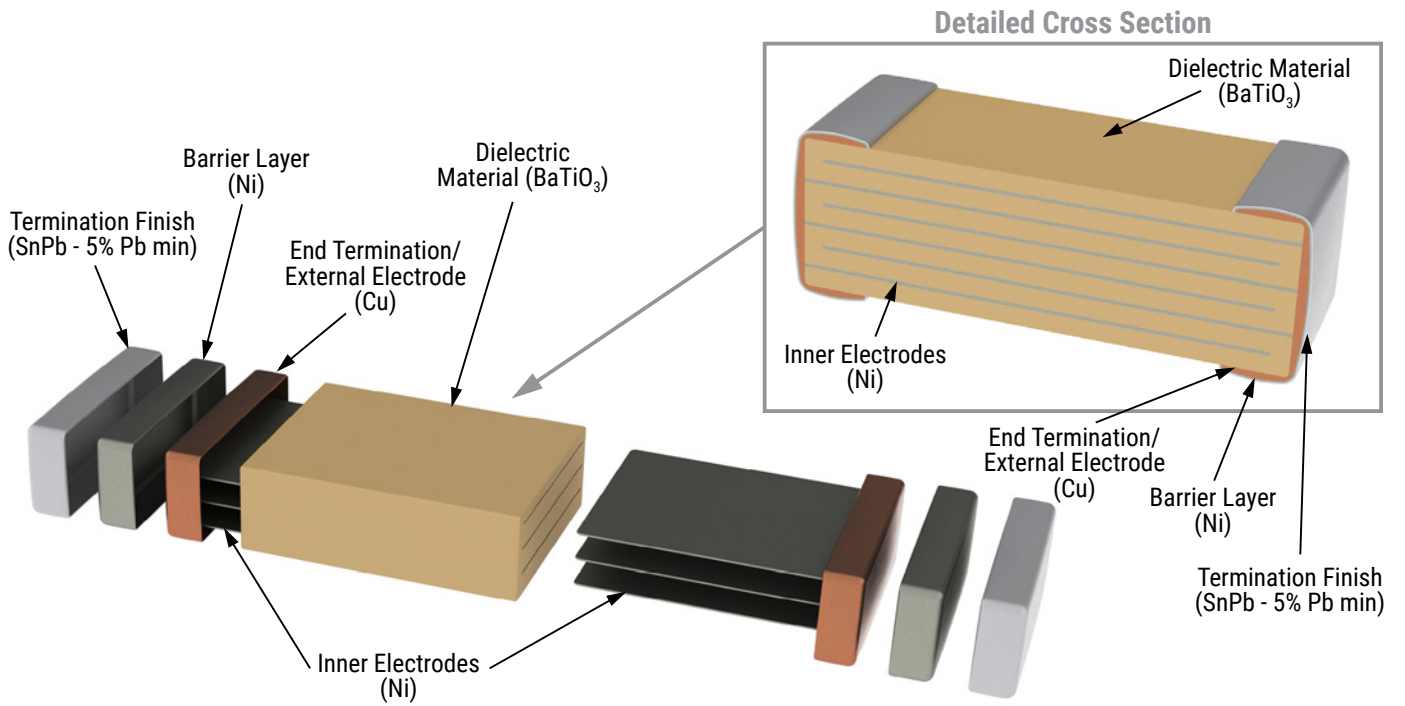 Detailed Cross Section
Dielectric Material
(BaTiO₃)
Inner Electrodes
(Ni)
End Termination/
External Electrode
(Cu)
Barrier Layer
(Ni)
Termination Finish
(SnPb - 5% Pb min)
Dielectric
Material (BaTiO₃)
Barrier Layer
(Ni)
Termination Finish
(SnPb - 5% Pb min)
End Termination/
External Electrode
(Cu)
Inner Electrodes
(Ni)